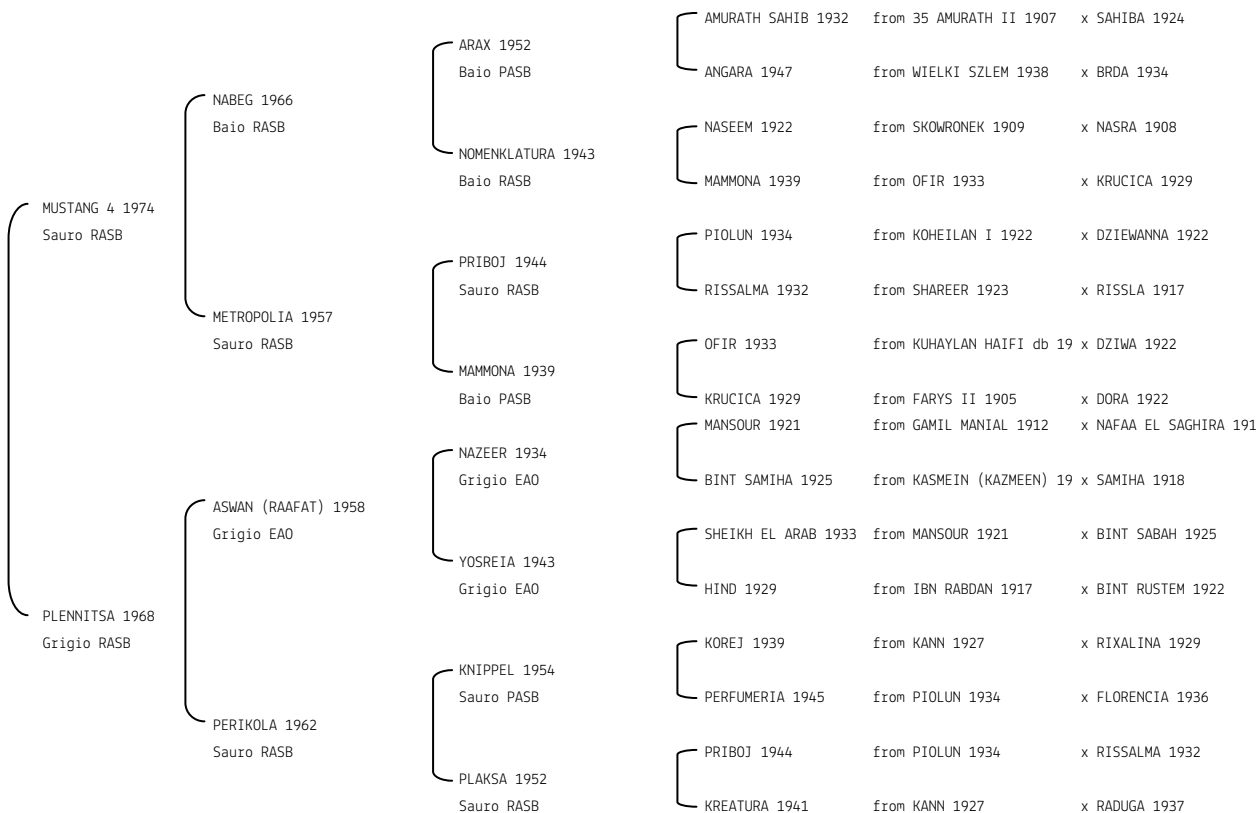 AMURATH SAHIB 1932 from 35 AMURATH II 1907 x SAHIBA 1924
ARAX 1952
Baio PASB
ANGARA 1947 from WIELKI SZLEM 1938 x BRDA 1934
NABEG 1966
Baio RASB
NASEEM 1922 from SKOWRONEK 1909 x NASRA 1908
NOMENKLATURA 1943
Baio RASB
MAMMONA 1939 from OFIR 1933 x KRUCICA 1929
MUSTANG 4 1974
Sauro RASB
PIOLUN 1934 from KOHEILAN I 1922 x DZIEWANNA 1922
PRIBOJ 1944
Sauro RASB
RISSALMA 1932 from SHAREER 1923 x RISSLA 1917
METROPOLIA 1957
Sauro RASB
OFIR 1933 from KUHAYLAN HAIFI db 19 x DZIWA 1922
MAMMONA 1939
Baio PASB
KRUCICA 1929 from FARYS II 1905 x DORA 1922
MANSOUR 1921 from GAMIL MANIAL 1912 x NAFAA EL SAGHIRA 191
NAZEER 1934
Grigio EAO
BINT SAMIHA 1925 from KASMEIN (KAZMEEN) 19 x SAMIHA 1918
ASWAN (RAAFAT) 1958
Grigio EAO
SHEIKH EL ARAB 1933 from MANSOUR 1921 x BINT SABAH 1925
YOSREIA 1943
Grigio EAO
HIND 1929 from IBN RABDAN 1917 x BINT RUSTEM 1922
PLENNITSA 1968
Grigio RASB
KOREJ 1939 from KANN 1927 x RIXALINA 1929
KNIPPEL 1954
Sauro PASB
PERFUMERIA 1945 from PIOLUN 1934 x FLORENCIA 1936
PERIKOLA 1962
Sauro RASB
PRIBOJ 1944 from PIOLUN 1934 x RISSALMA 1932
PLAKSA 1952
Sauro RASB
KREATURA 1941 from KANN 1927 x RADUGA 1937